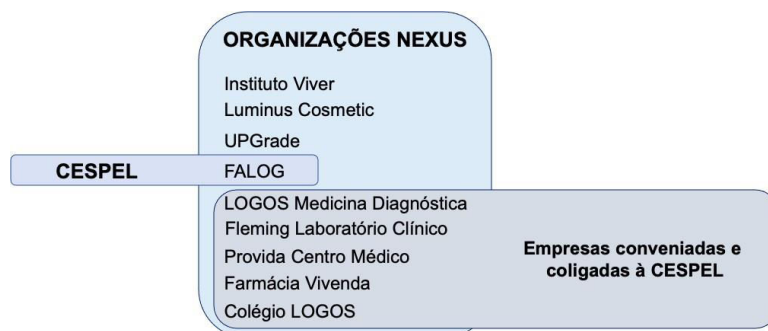 ORGANIZAÇÕES NEXUS
Instituto Viver
Luminus Cosmetic
UPGrade
CESPEL
FALOG
LOGOS Medicina Diagnóstica
Fleming Laboratório Clínico
Provida Centro Médico
Farmácia Vivenda
Colégio LOGOS
Empresas conveniadas e
coligadas à CESPEL